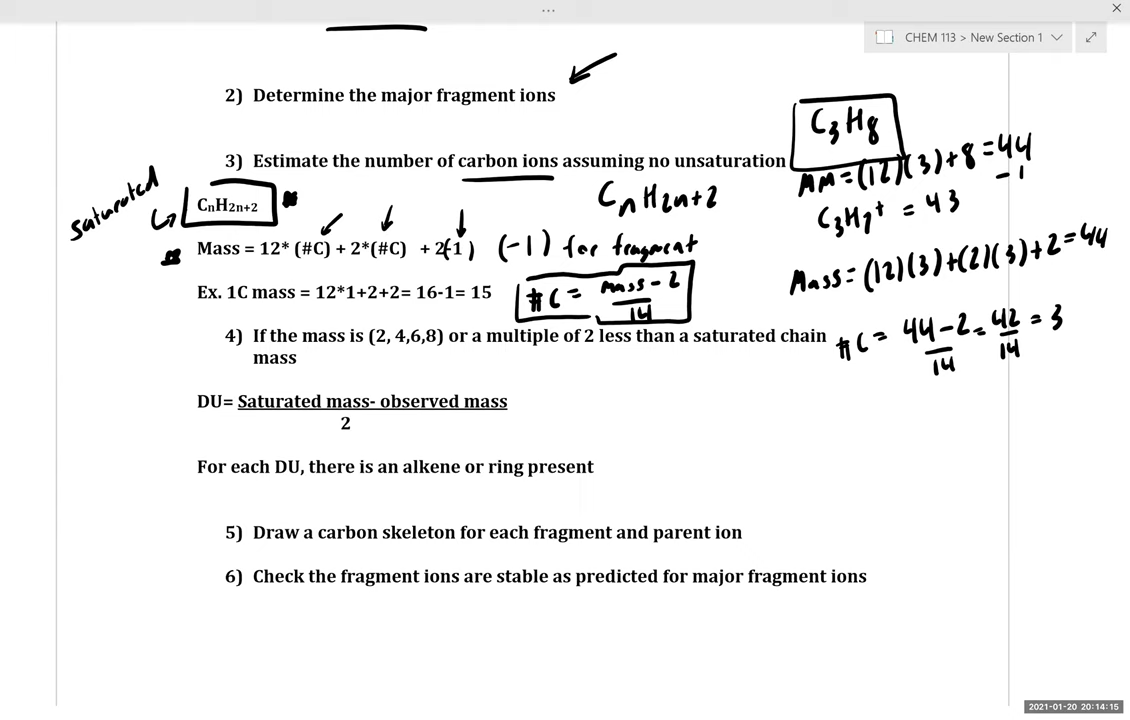 CHEM 113 > New Section 1
2) Determine the major fragment ions
C3H8
3) Estimate the number of carbon ions assuming no unsaturation
MM = (12)(3) + 8 = 44
- 1
saturated
CnH2n+2
CnH2n+2
C3H7+ = 43
Mass = 12* (#C) + 2*(#C) + 2(-1) (-1) for fragment
Mass = (12)(3)+(2)(3)+2 = 44
Ex. 1C mass = 12*1+2+2= 16-1= 15
#C = mass - 2
14
4) If the mass is (2, 4,6,8) or a multiple of 2 less than a saturated chain
mass
#C = 44 - 2 = 42 = 3
14 14
DU= Saturated mass- observed mass
2
For each DU, there is an alkene or ring present
5) Draw a carbon skeleton for each fragment and parent ion
6) Check the fragment ions are stable as predicted for major fragment ions
2021-01-20 20:14:15